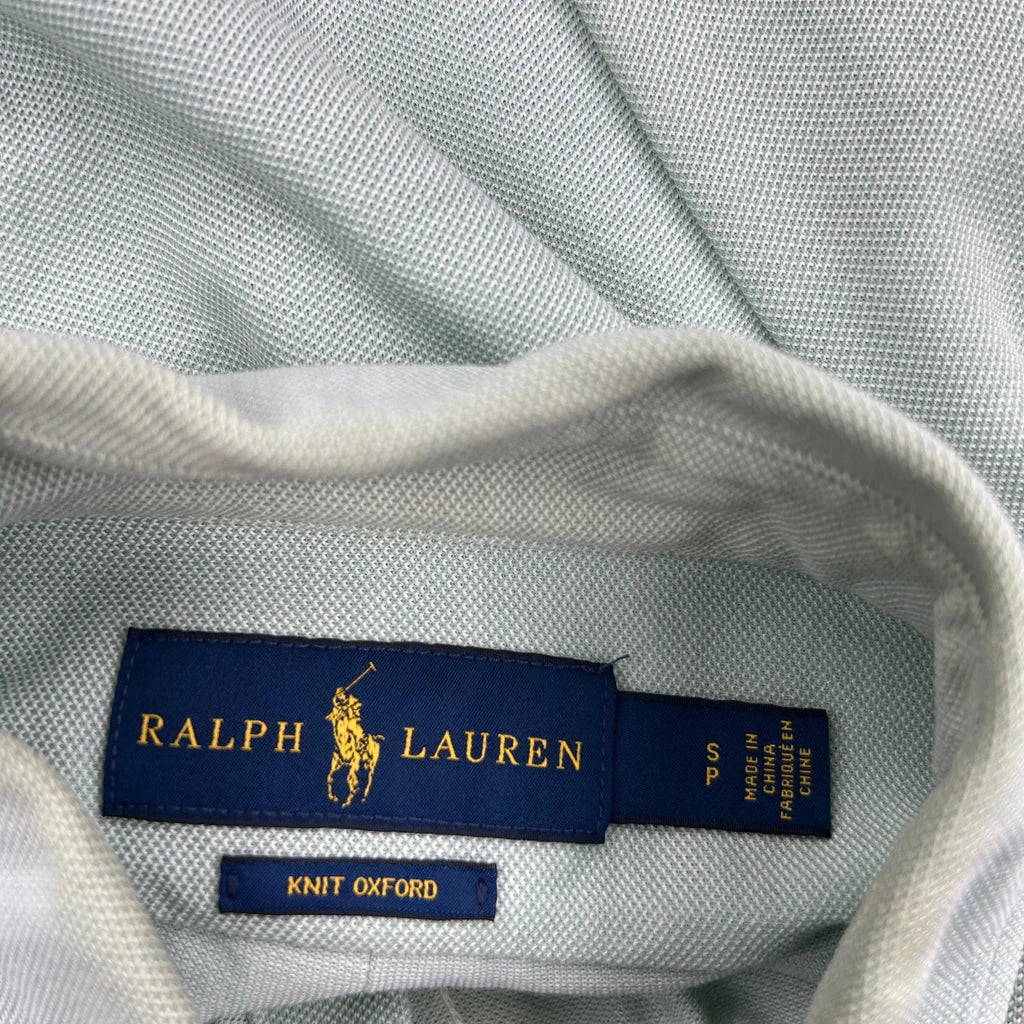 RALPH LAUREN
S
P
MADE IN
CHINA
FABRIQUÉ EN
CHINE
KNIT OXFORD